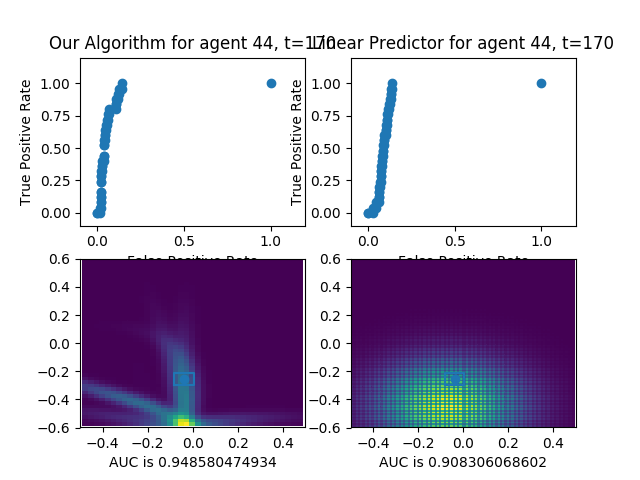 Our Algorithm for agent 44, t=170
Linear Predictor for agent 44, t=170
True Positive Rate
1.00
0.75
0.50
0.25
0.00
0.0 0.5 1.0
False Positive Rate
True Positive Rate
1.00
0.75
0.50
0.25
0.00
0.0 0.5 1.0
False Positive Rate
0.6
0.4
0.2
0.0
−0.2
−0.4
−0.6
−0.4 −0.2 0.0 0.2 0.4
AUC is 0.948580474934
0.6
0.4
0.2
0.0
−0.2
−0.4
−0.6
−0.4 −0.2 0.0 0.2 0.4
AUC is 0.908306068602